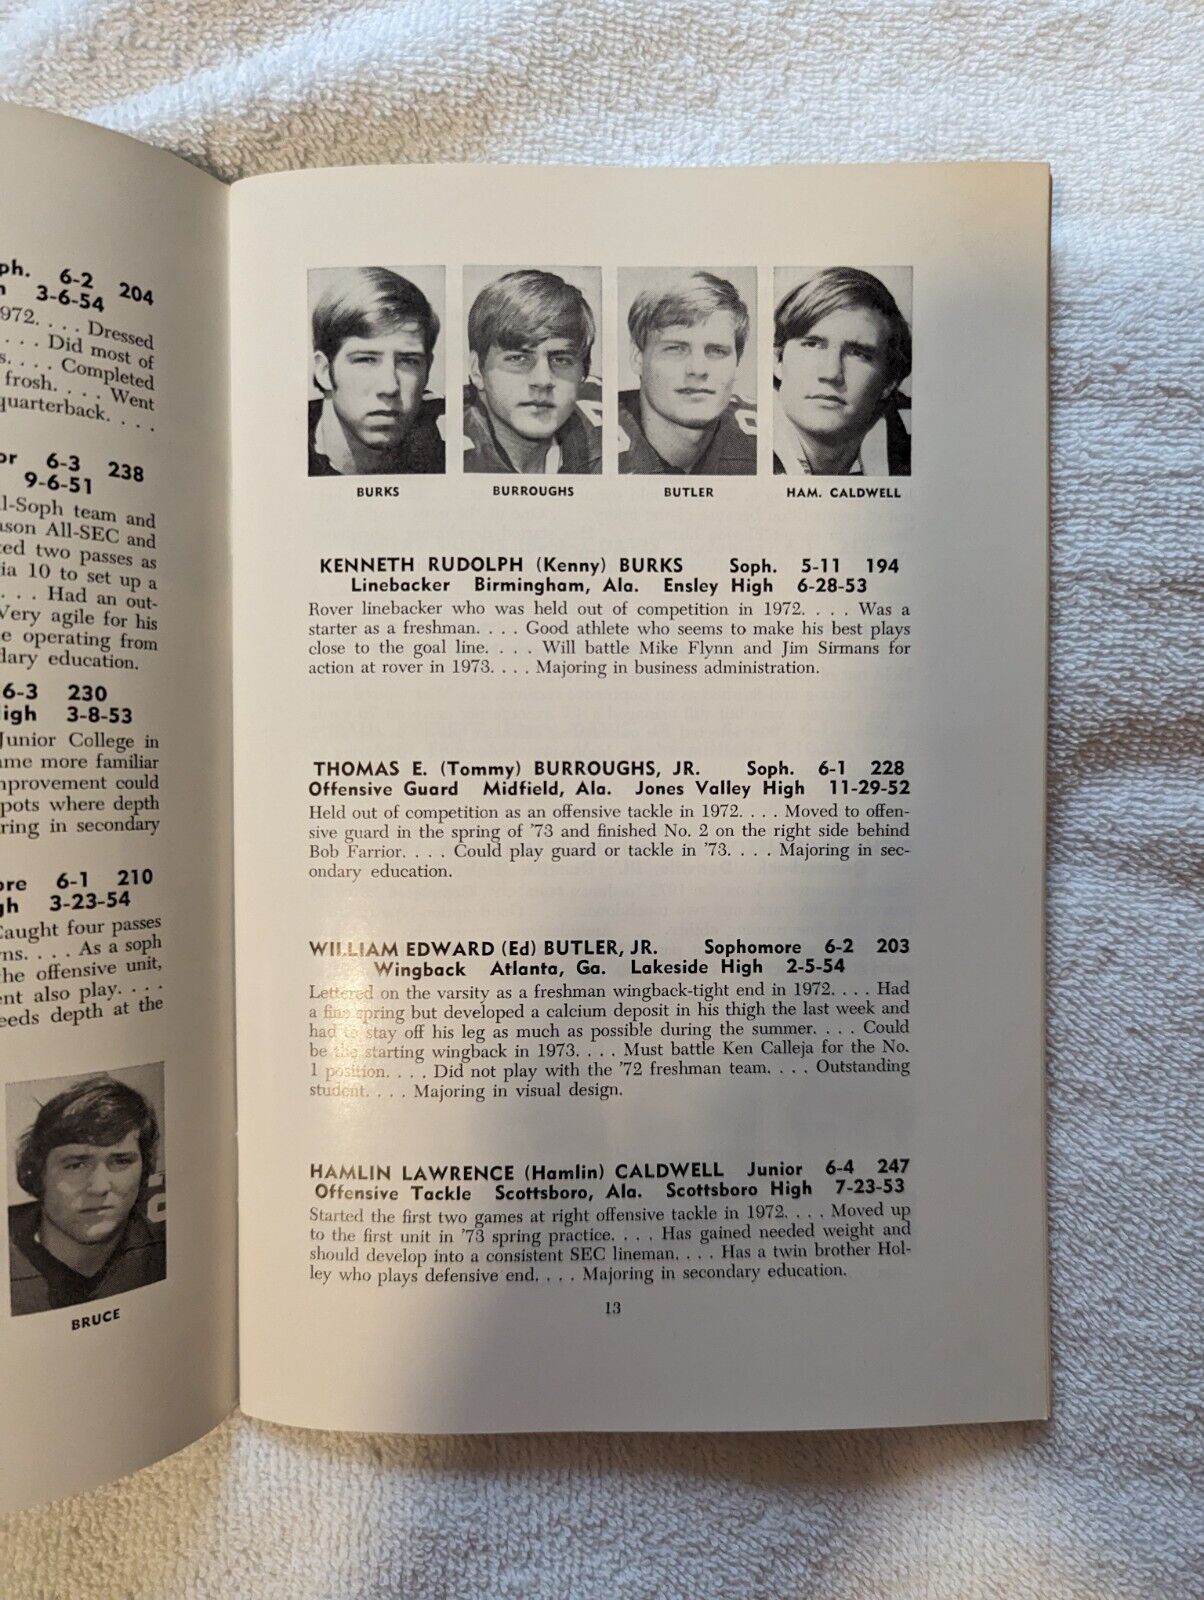 ph. 6-2 204
3-6-54
972. . . . Dressed
. . . . Did most of
s. . . . Completed
frosh. . . . Went
quarterback. . . .
or 6-3 238
9-6-51
l-Soph team and
ason All-SEC and
ted two passes as
ia 10 to set up a
. . . . Had an out-
Very agile for his
e operating from
dary education.
6-3 230
igh 3-8-53
Junior College in
ame more familiar
mprovement could
pots where depth
ring in secondary
ore 6-1 210
gh 3-23-54
Caught four passes
rns. . . . As a soph
the offensive unit,
ent also play. . . .
eeds depth at the
BRUCE
BURKS BURROUGHS BUTLER HAM. CALDWELL
KENNETH RUDOLPH (Kenny) BURKS Soph. 5-11 194
Linebacker Birmingham, Ala. Ensley High 6-28-53
Rover linebacker who was held out of competition in 1972. . . . Was a
starter as a freshman. . . . Good athlete who seems to make his best plays
close to the goal line. . . . Will battle Mike Flynn and Jim Sirmans for
action at rover in 1973. . . . Majoring in business administration.
THOMAS E. (Tommy) BURROUGHS, JR. Soph. 6-1 228
Offensive Guard Midfield, Ala. Jones Valley High 11-29-52
Held out of competition as an offensive tackle in 1972. . . . Moved to offen-
sive guard in the spring of '73 and finished No. 2 on the right side behind
Bob Farrior. . . . Could play guard or tackle in '73. . . . Majoring in sec-
ondary education.
WILLIAM EDWARD (Ed) BUTLER, JR. Sophomore 6-2 203
Wingback Atlanta, Ga. Lakeside High 2-5-54
Lettered on the varsity as a freshman wingback-tight end in 1972. . . . Had
a fine spring but developed a calcium deposit in his thigh the last week and
had to stay off his leg as much as possible during the summer. . . . Could
be the starting wingback in 1973. . . . Must battle Ken Calleja for the No.
1 position. . . . Did not play with the '72 freshman team. . . . Outstanding
student. . . . Majoring in visual design.
HAMLIN LAWRENCE (Hamlin) CALDWELL Junior 6-4 247
Offensive Tackle Scottsboro, Ala. Scottsboro High 7-23-53
Started the first two games at right offensive tackle in 1972. . . . Moved up
to the first unit in '73 spring practice. . . . Has gained needed weight and
should develop into a consistent SEC lineman. . . . Has a twin brother Hol-
ley who plays defensive end. . . . Majoring in secondary education.
13